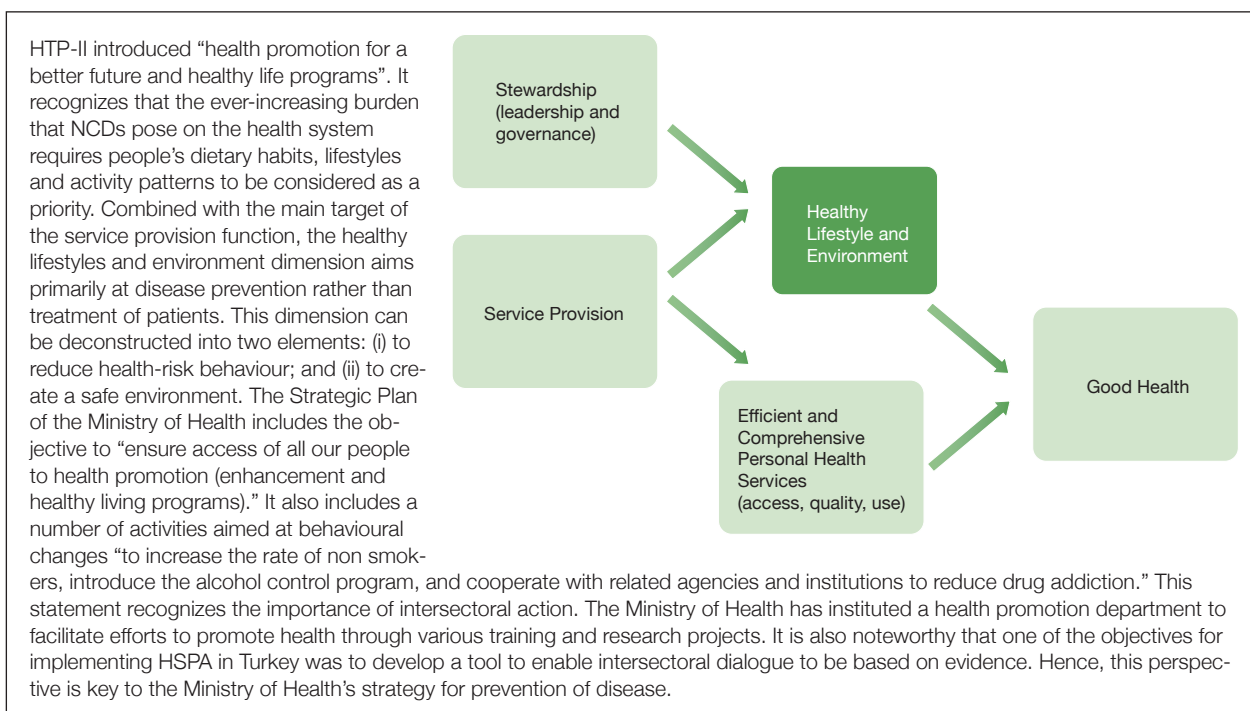 HTP-II introduced “health promotion for a
better future and healthy life programs”. It
recognizes that the ever-increasing burden
that NCDs pose on the health system
requires people’s dietary habits, lifestyles
and activity patterns to be considered as a
priority. Combined with the main target of
the service provision function, the healthy
lifestyles and environment dimension aims
primarily at disease prevention rather than
treatment of patients. This dimension can
be deconstructed into two elements: (i) to
reduce health-risk behaviour; and (ii) to cre-
ate a safe environment. The Strategic Plan
of the Ministry of Health includes the ob-
jective to “ensure access of all our people
to health promotion (enhancement and
healthy living programs).” It also includes a
number of activities aimed at behavioural
changes “to increase the rate of non smok-
ers, introduce the alcohol control program, and cooperate with related agencies and institutions to reduce drug addiction.” This
statement recognizes the importance of intersectoral action. The Ministry of Health has instituted a health promotion department to
facilitate efforts to promote health through various training and research projects. It is also noteworthy that one of the objectives for
implementing HSPA in Turkey was to develop a tool to enable intersectoral dialogue to be based on evidence. Hence, this perspec-
tive is key to the Ministry of Health’s strategy for prevention of disease.
Stewardship
(leadership and
governance)
Service Provision
Healthy
Lifestyle and
Environment
Efficient and
Comprehensive
Personal Health
Services
(access, quality, use)
Good Health